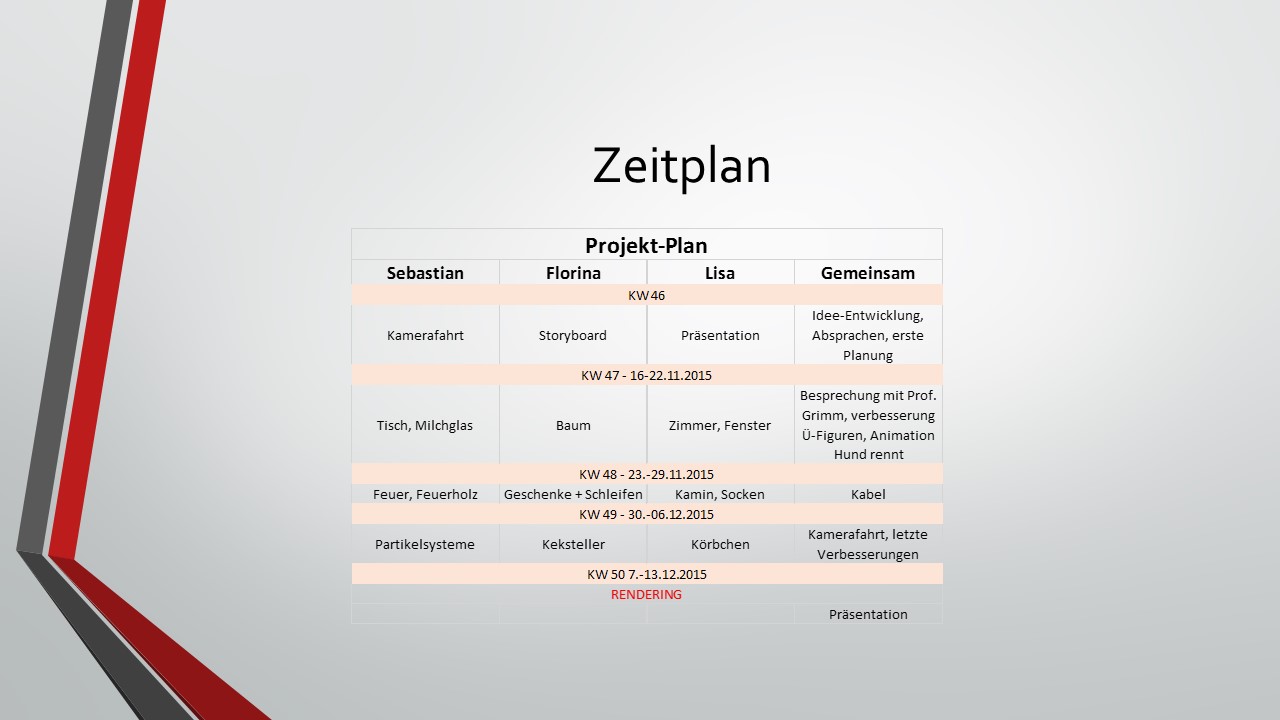 Zeitplan
Projekt-Plan
Sebastian Florina Lisa Gemeinsam
KW 46
Kamerafahrt Storyboard Präsentation Idee-Entwicklung,
Absprachen, erste
Planung
KW 47 - 16-22.11.2015
Tisch, Milchglas Baum Zimmer, Fenster Besprechung mit Prof.
Grimm, verbesserung
Ü-Figuren, Animation
Hund rennt
KW 48 - 23.-29.11.2015
Feuer, Feuerholz Geschenke + Schleifen Kamin, Socken Kabel
KW 49 - 30.-06.12.2015
Partikelsysteme Keksteller Körbchen Kamerafahrt, letzte
Verbesserungen
KW 50 7.-13.12.2015
RENDERING
Präsentation